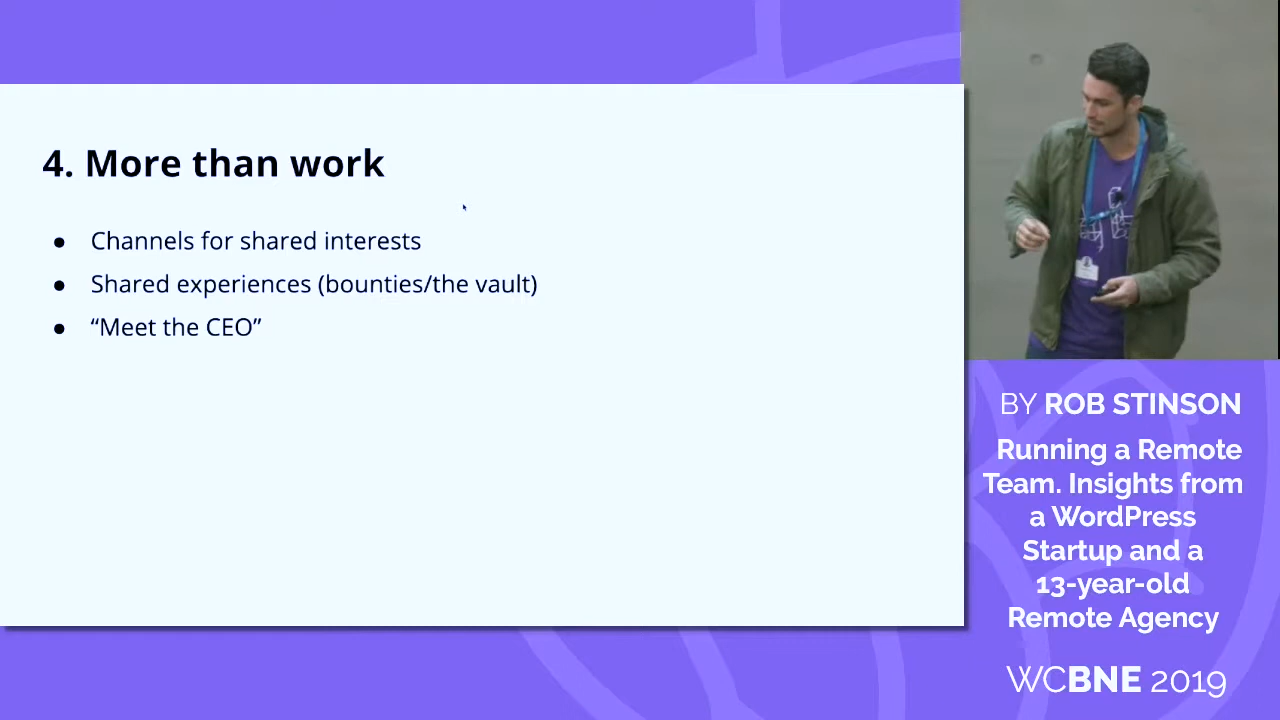 4. More than work
● Channels for shared interests
● Shared experiences (bounties/the vault)
● “Meet the CEO”
BY ROB STINSON
Running a Remote
Team. Insights from
a WordPress
Startup and a
13-year-old
Remote Agency
WCBNE 2019